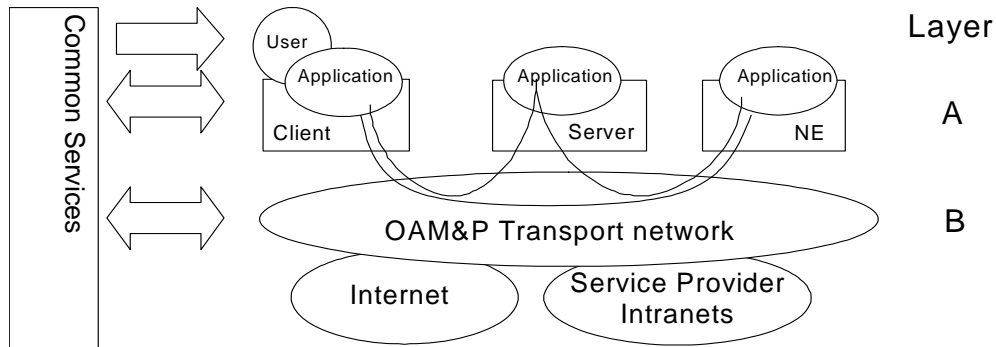 Common Services
Layer
User
Application
Application
Application
A
Client
Server
NE
OAM&P Transport network
B
Internet
Service Provider
Intranets